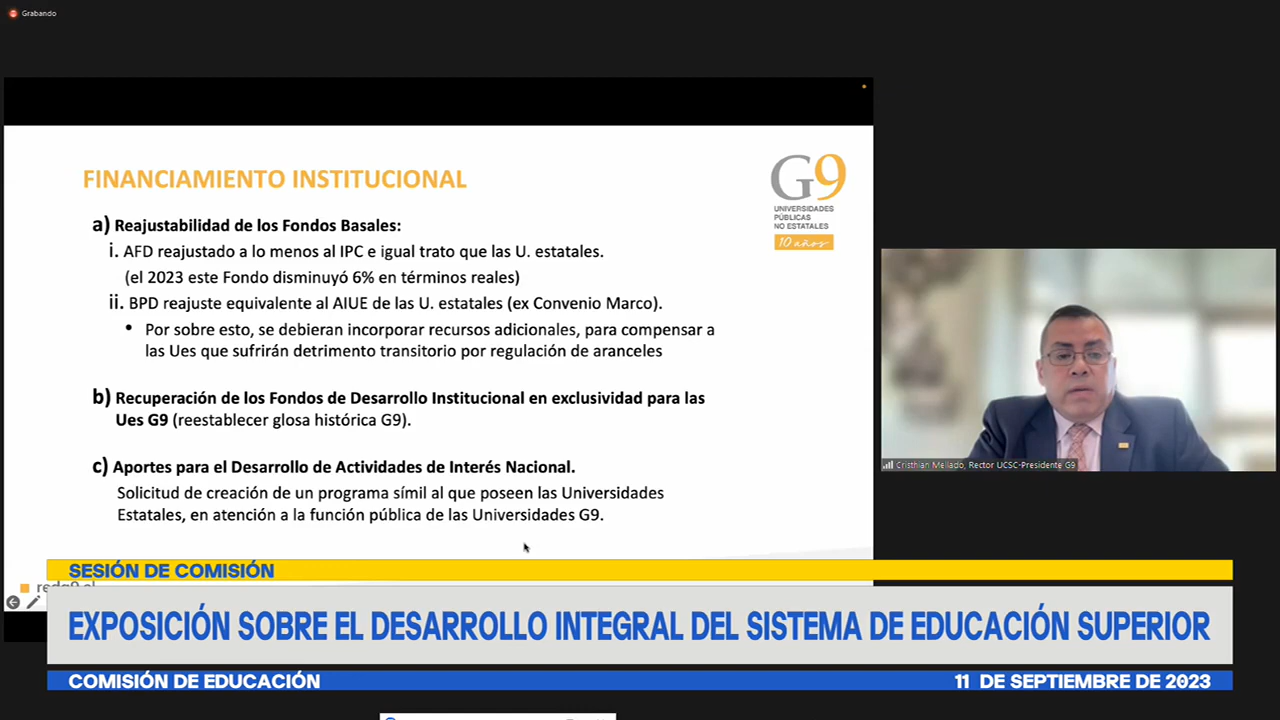 Grabando
FINANCIAMIENTO INSTITUCIONAL
G9
UNIVERSIDADES
PÚBLICAS
NO ESTATALES
10 años
a) Reajustabilidad de los Fondos Basales:
i. AFD reajustado a lo menos al IPC e igual trato que las U. estatales.
(el 2023 este Fondo disminuyó 6% en términos reales)
ii. BPD reajuste equivalente al AIUE de las U. estatales (ex Convenio Marco).
• Por sobre esto, se debieran incorporar recursos adicionales, para compensar a
las Ues que sufrirán detrimento transitorio por regulación de aranceles
b) Recuperación de los Fondos de Desarrollo Institucional en exclusividad para las
Ues G9 (reestablecer glosa histórica G9).
c) Aportes para el Desarrollo de Actividades de Interés Nacional.
Solicitud de creación de un programa símil al que poseen las Universidades
Estatales, en atención a la función pública de las Universidades G9.
Cristhian Mellado, Rector UCSC-Presidente G9
SESIÓN DE COMISIÓN
EXPOSICIÓN SOBRE EL DESARROLLO INTEGRAL DEL SISTEMA DE EDUCACIÓN SUPERIOR
COMISIÓN DE EDUCACIÓN
11 DE SEPTIEMBRE DE 2023